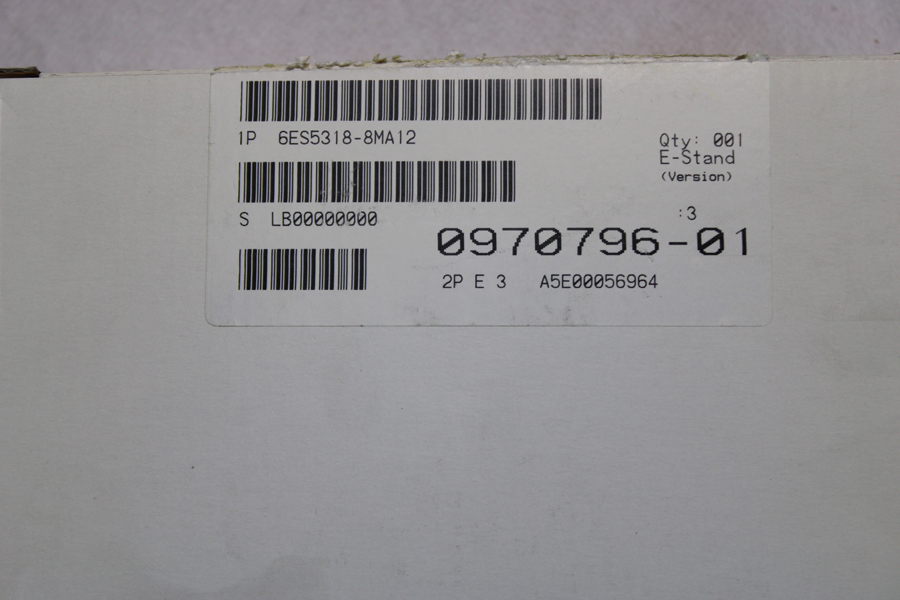 1P 6ES5318-8MA12
Qty: 001
E-Stand
(Version)
S LB00000000
:3
0970796-01
2P E 3 A5E00056964